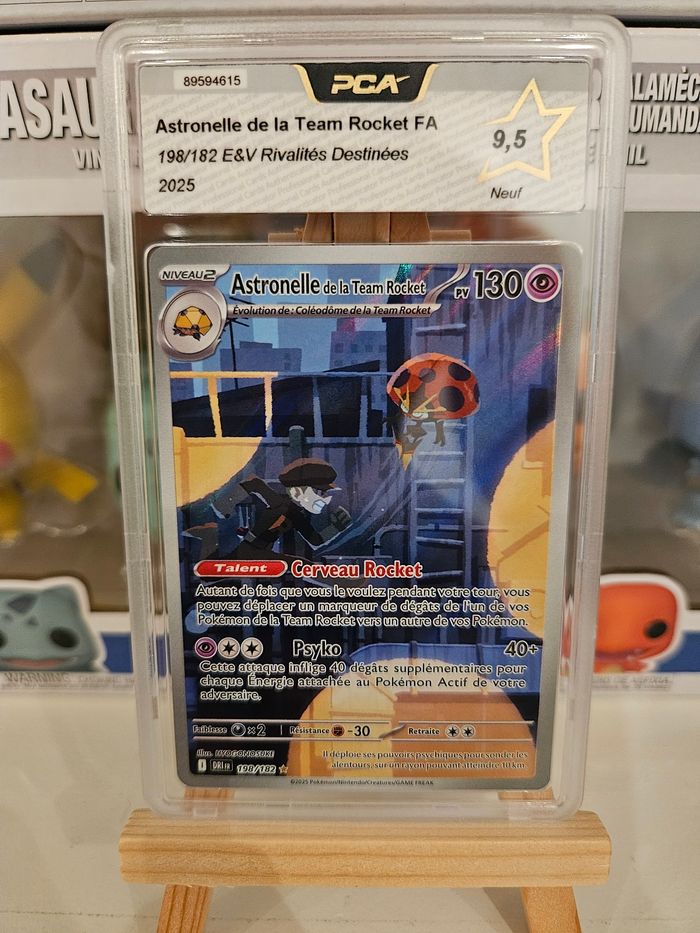 89594615
PCA
Astronelle de la Team Rocket FA
198/182 E&V Rivalités Destinées
2025
9,5
Neuf
NIVEAU 2
Astronelle de la Team Rocket
PV 130
Évolution de : Coléodôme de la Team Rocket
Talent Cerveau Rocket
Autant de fois que vous le voulez pendant votre tour, vous
pouvez déplacer un marqueur de dégâts de l'un de vos
Pokémon de la Team Rocket vers un autre de vos Pokémon.
Psyko 40+
Cette attaque inflige 40 dégâts supplémentaires pour
chaque Énergie attachée au Pokémon Actif de votre
adversaire.
Faiblesse ×2 Résistance -30 Retraite
Illus. HYOGONOSUKE
DRI FR 198/182
Il déploie ses pouvoirs psychiques pour sonder les
alentours, sur un rayon pouvant atteindre 10 km.
©2025 Pokémon/Nintendo/Creatures/GAME FREAK
WARNING